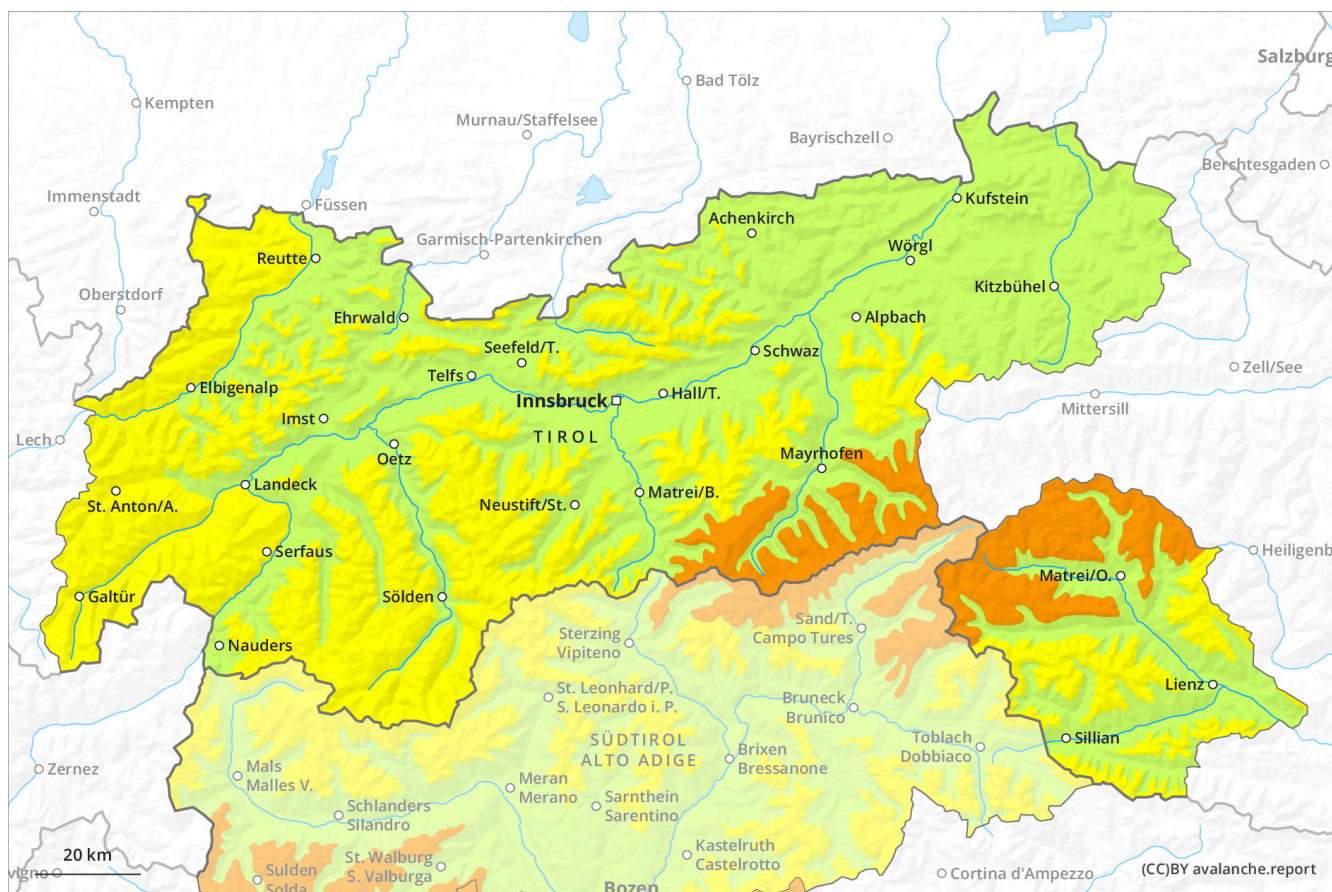 Salzburg
Bad Tölz
Kempten
Murnau/Staffelsee
Bayrischzell
Berchtesgaden
Immenstadt
Füssen
Kufstein
Achenkirch
Garmisch-Partenkirchen
Wörgl
Reutte
Kitzbühel
Oberstdorf
Ehrwald
Alpbach
Seefeld/T.
Schwaz
Zell/See
Telfs
Elbigenalp
Innsbruck
Hall/T.
Mittersill
Imst
Lech
TIROL
Oetz
Mayrhofen
Landeck
Matrei/B.
St. Anton/A.
Neustift/St.
Serfaus
Heiligenb
Matrei/O.
Galtür
Sölden
Sand/T.
Campo Tures
Sterzing
Vipiteno
Nauders
Lienz
St. Leonhard/P.
S. Leonardo i. P.
Bruneck
Brunico
SÜDTIROL
ALTO ADIGE
Toblach
Dobbiaco
Sillian
Brixen
Bressanone
Zernez
Mals
Malles V.
Meran
Merano
Schlanders
Silandro
Sarnthein
Sarentino
Kastelruth
Castelrotto
20 km
St. Walburg
S. Valburga
vigno
Sulden
Solda
Bozen
Cortina d'Ampezzo
(CC)BY avalanche.report